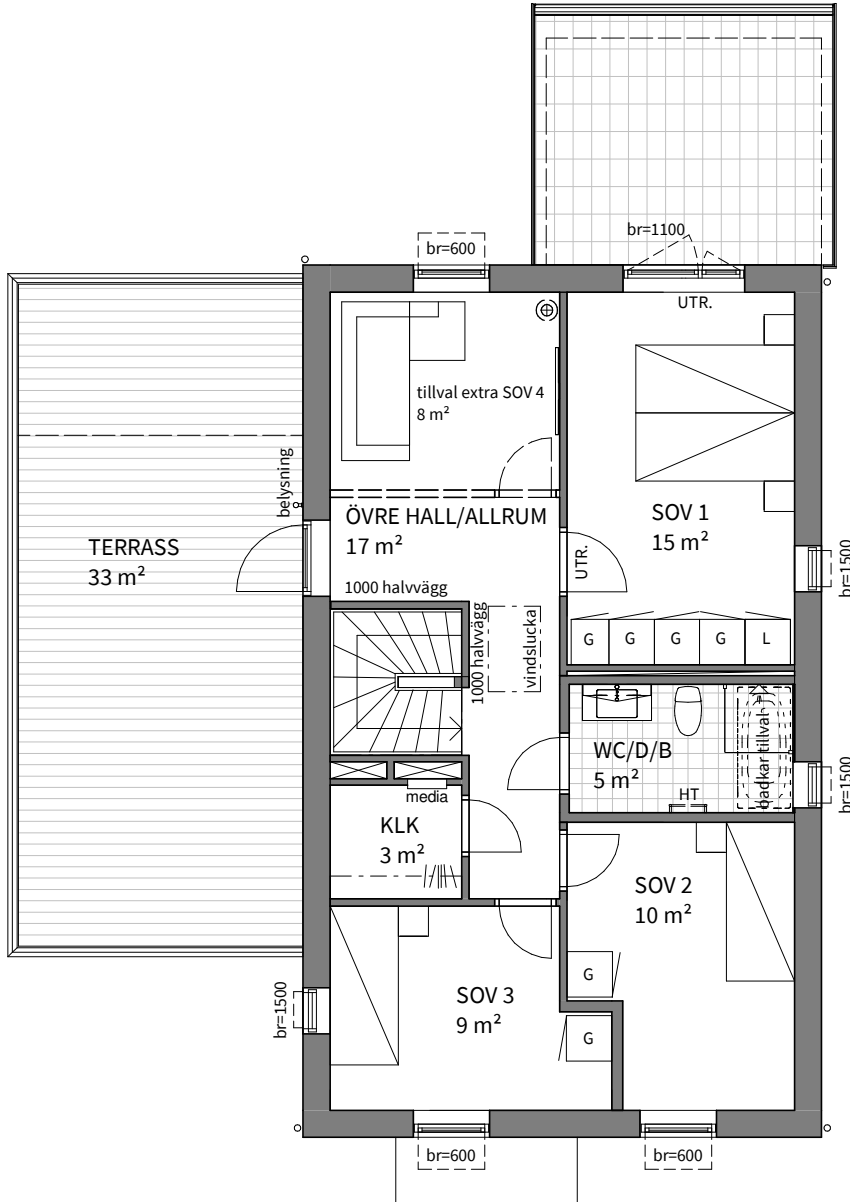 br=600
br=1100
UTR.
tillval extra SOV 4
8 m²
belysning
TERRASS
33 m²
ÖVRE HALL/ALLRUM
17 m²
SOV 1
15 m²
UTR.
br=1500
1000 halvvägg
1000 halvvägg
vindslucka
G
G
G
G
L
WC/D/B
5 m²
badkar tillval
br=1500
HT
media
KLK
3 m²
SOV 2
10 m²
G
SOV 3
9 m²
G
br=1500
br=600
br=600